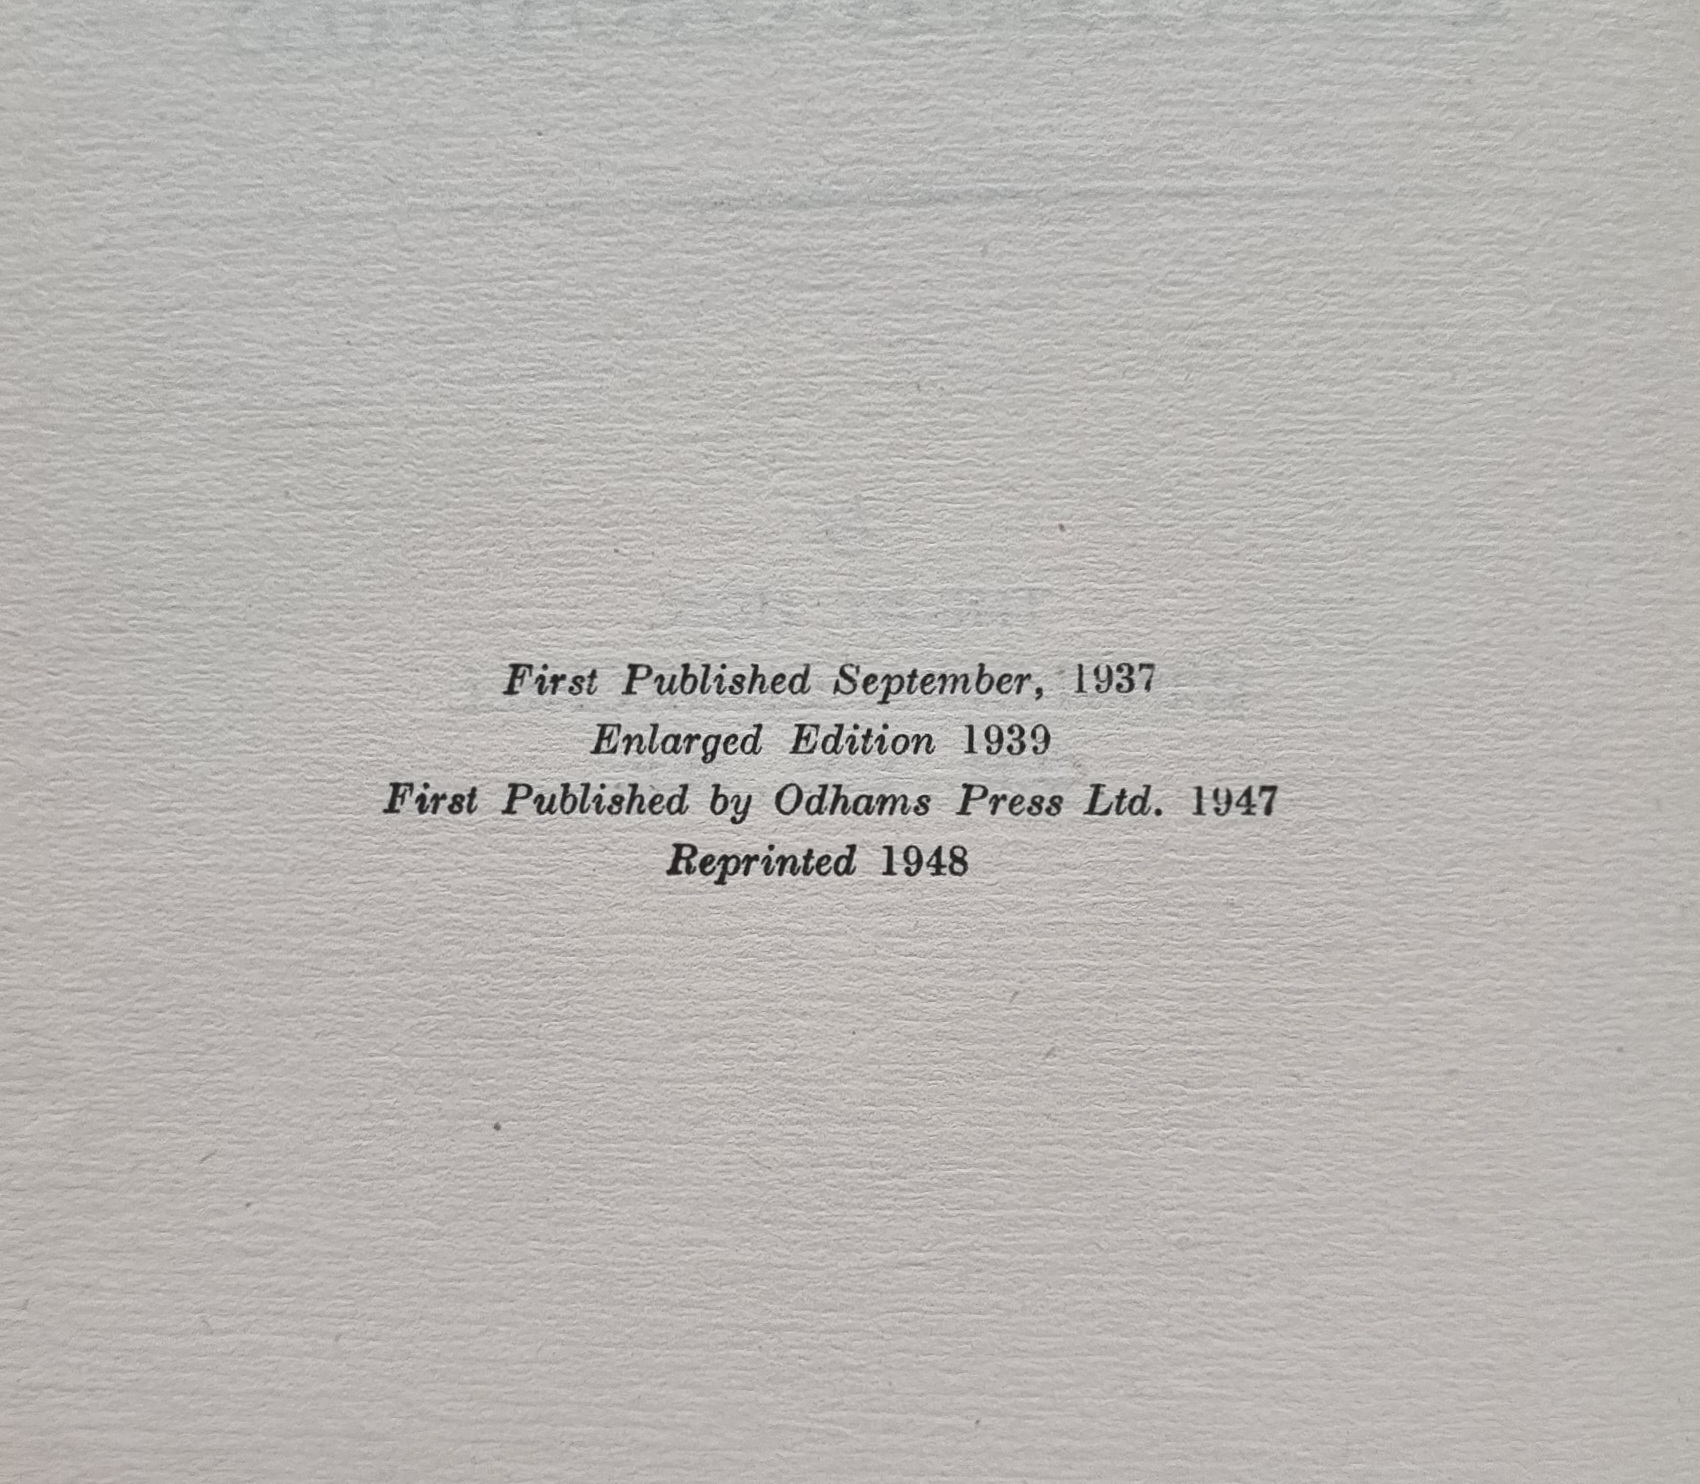 First Published September, 1937
Enlarged Edition 1939
First Published by Odhams Press Ltd. 1947
Reprinted 1948